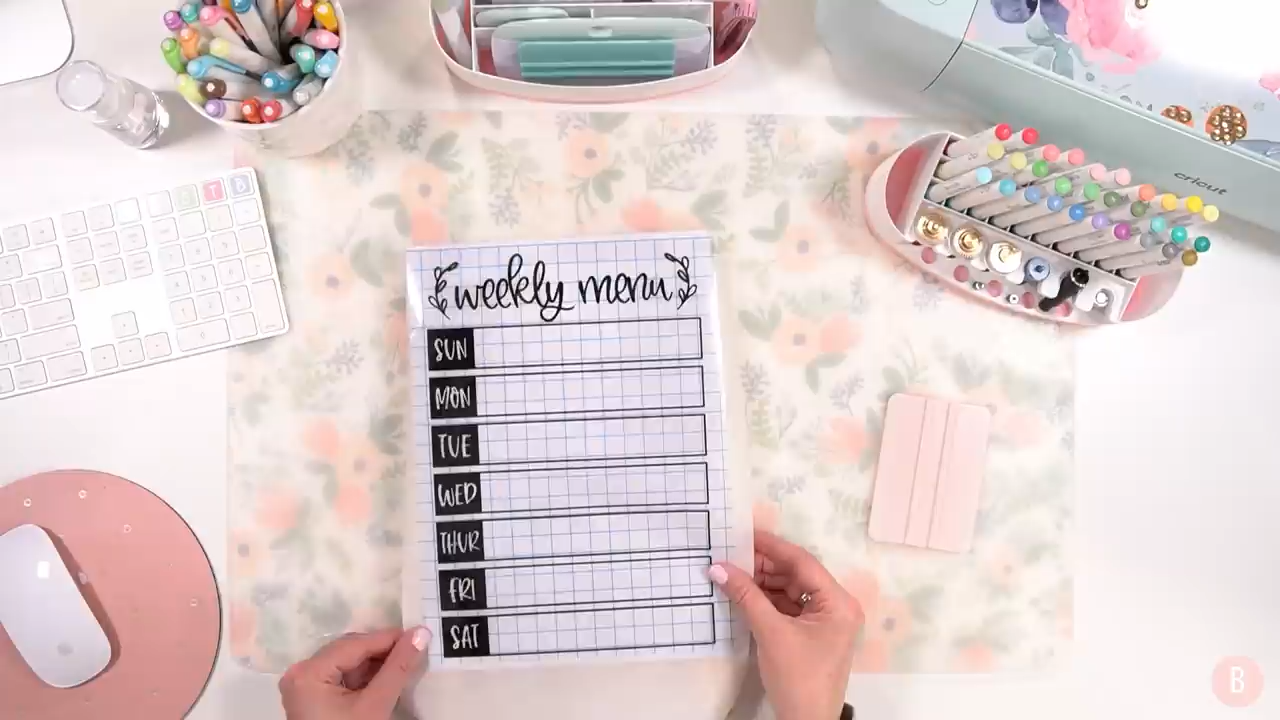 T B
cricut
weekly menu
SUN
MON
TUE
WED
THUR
FRI
SAT
B